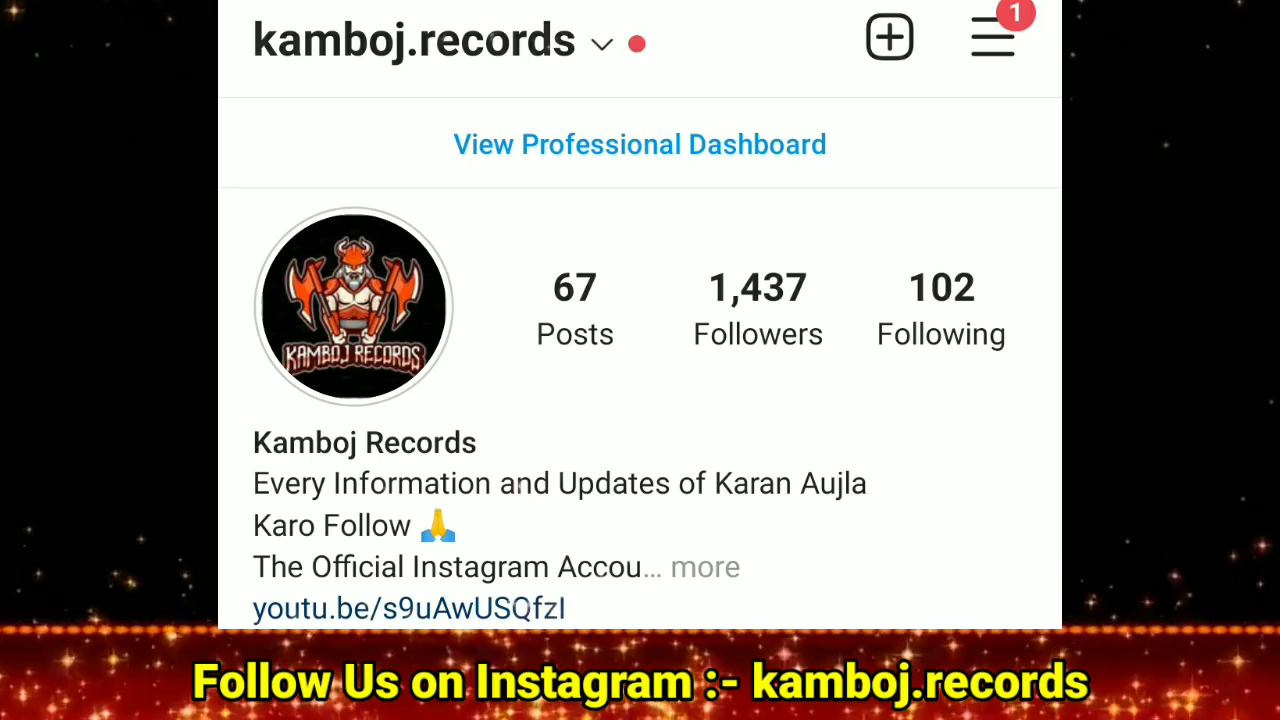 kamboj.records
1
View Professional Dashboard
67 1,437 102
Posts Followers Following
KAMBOJ RECORDS
Kamboj Records
Every Information and Updates of Karan Aujla
Karo Follow 🙏
The Official Instagram Accou... more
youtu.be/s9uAwUSQfzI
Follow Us on Instagram :- kamboj.records